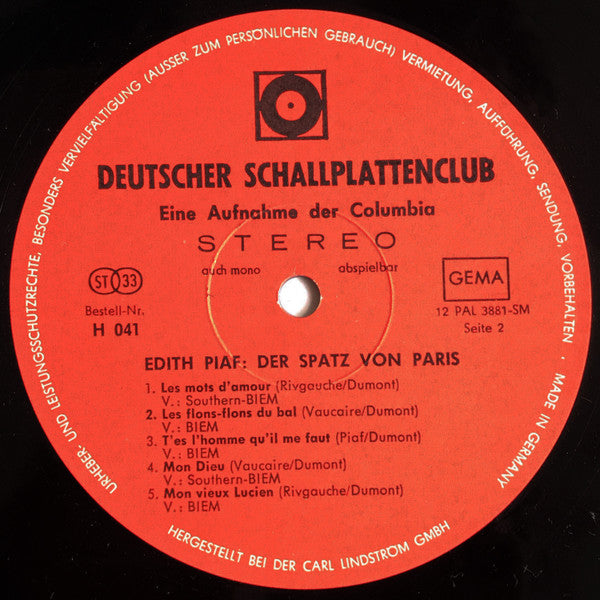 URHEBER- UND LEISTUNGSSCHUTZRECHTE, BESONDERS VERVIELFÄLTIGUNG (AUSSER ZUM PERSÖNLICHEN GEBRAUCH) VERMIETUNG, AUFFÜHRUNG, SENDUNG, VORBEHALTEN · MADE IN GERMANY
DEUTSCHER SCHALLPLATTENCLUB
Eine Aufnahme der Columbia
STEREO
auch mono abspielbar
ST 33
Bestell-Nr.
H 041
GEMA
12 PAL 3881-SM
Seite 2
EDITH PIAF: DER SPATZ VON PARIS
1. Les mots d'amour (Rivgauche/Dumont)
V.: Southern-BIEM
2. Les flons-flons du bal (Vaucaire/Dumont)
V.: BIEM
3. T'es l'homme qu'il me faut (Piaf/Dumont)
V.: BIEM
4. Mon Dieu (Vaucaire/Dumont)
V.: Southern-BIEM
5. Mon vieux Lucien (Rivgauche/Dumont)
V.: BIEM
HERGESTELLT BEI DER CARL LINDSTRÖM GMBH